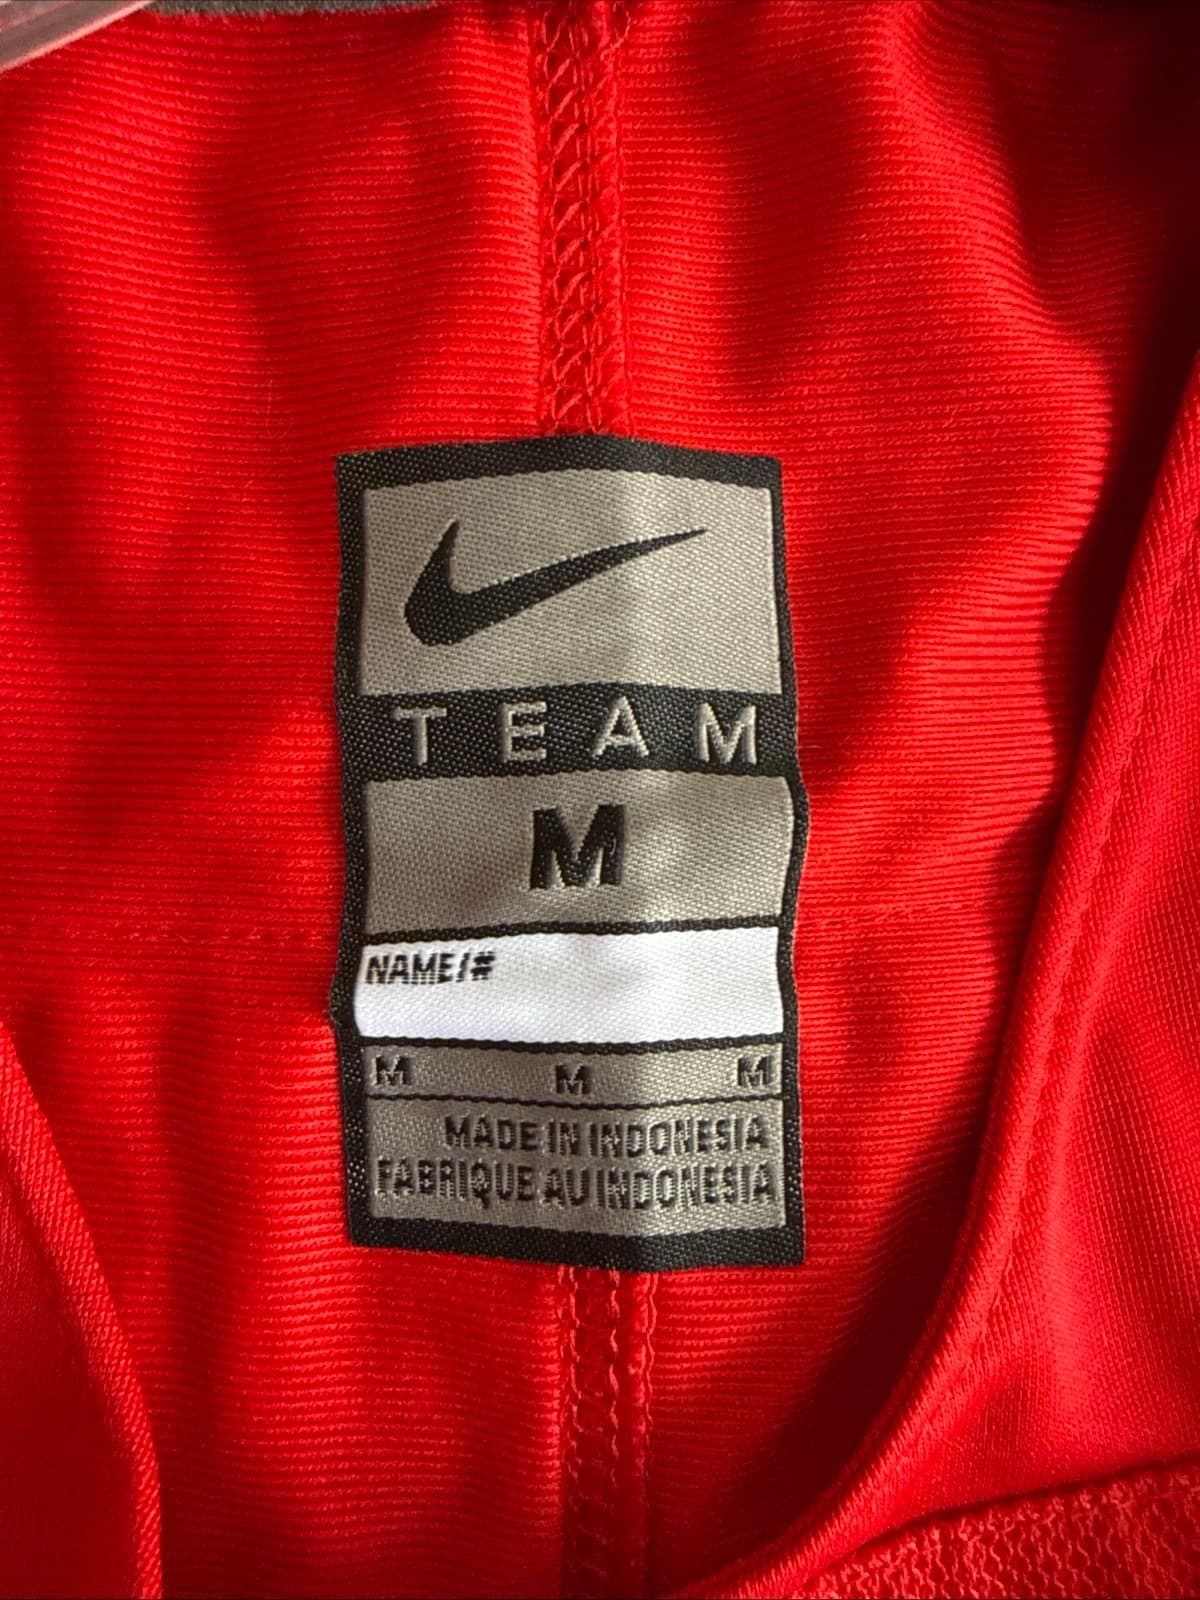 TEAM
M
NAME/#
M M M
MADE IN INDONESIA
FABRIQUE AU INDONESIA